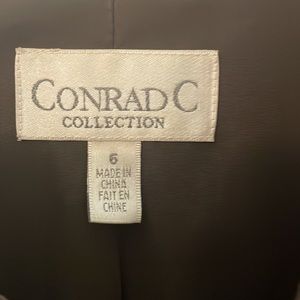 CONRAD C
COLLECTION
6
MADE IN
CHINA
FAIT EN
CHINE